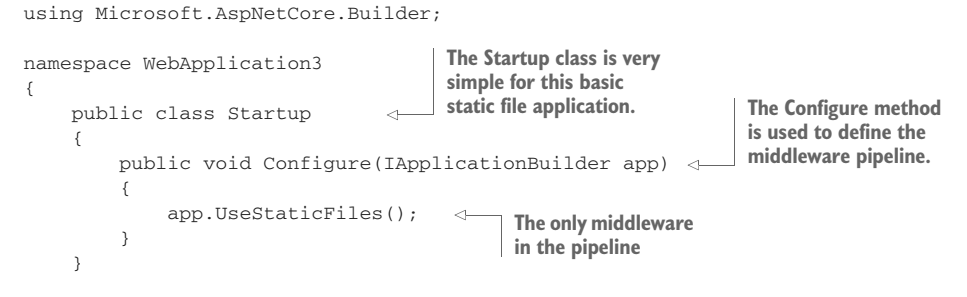 using Microsoft.AspNetCore.Builder;
namespace WebApplication3
{
    public class Startup
The Startup class is very
simple for this basic
static file application.
    {
        public void Configure(IApplicationBuilder app)
The Configure method
is used to define the
middleware pipeline.
        {
            app.UseStaticFiles();
The only middleware
in the pipeline
        }
    }